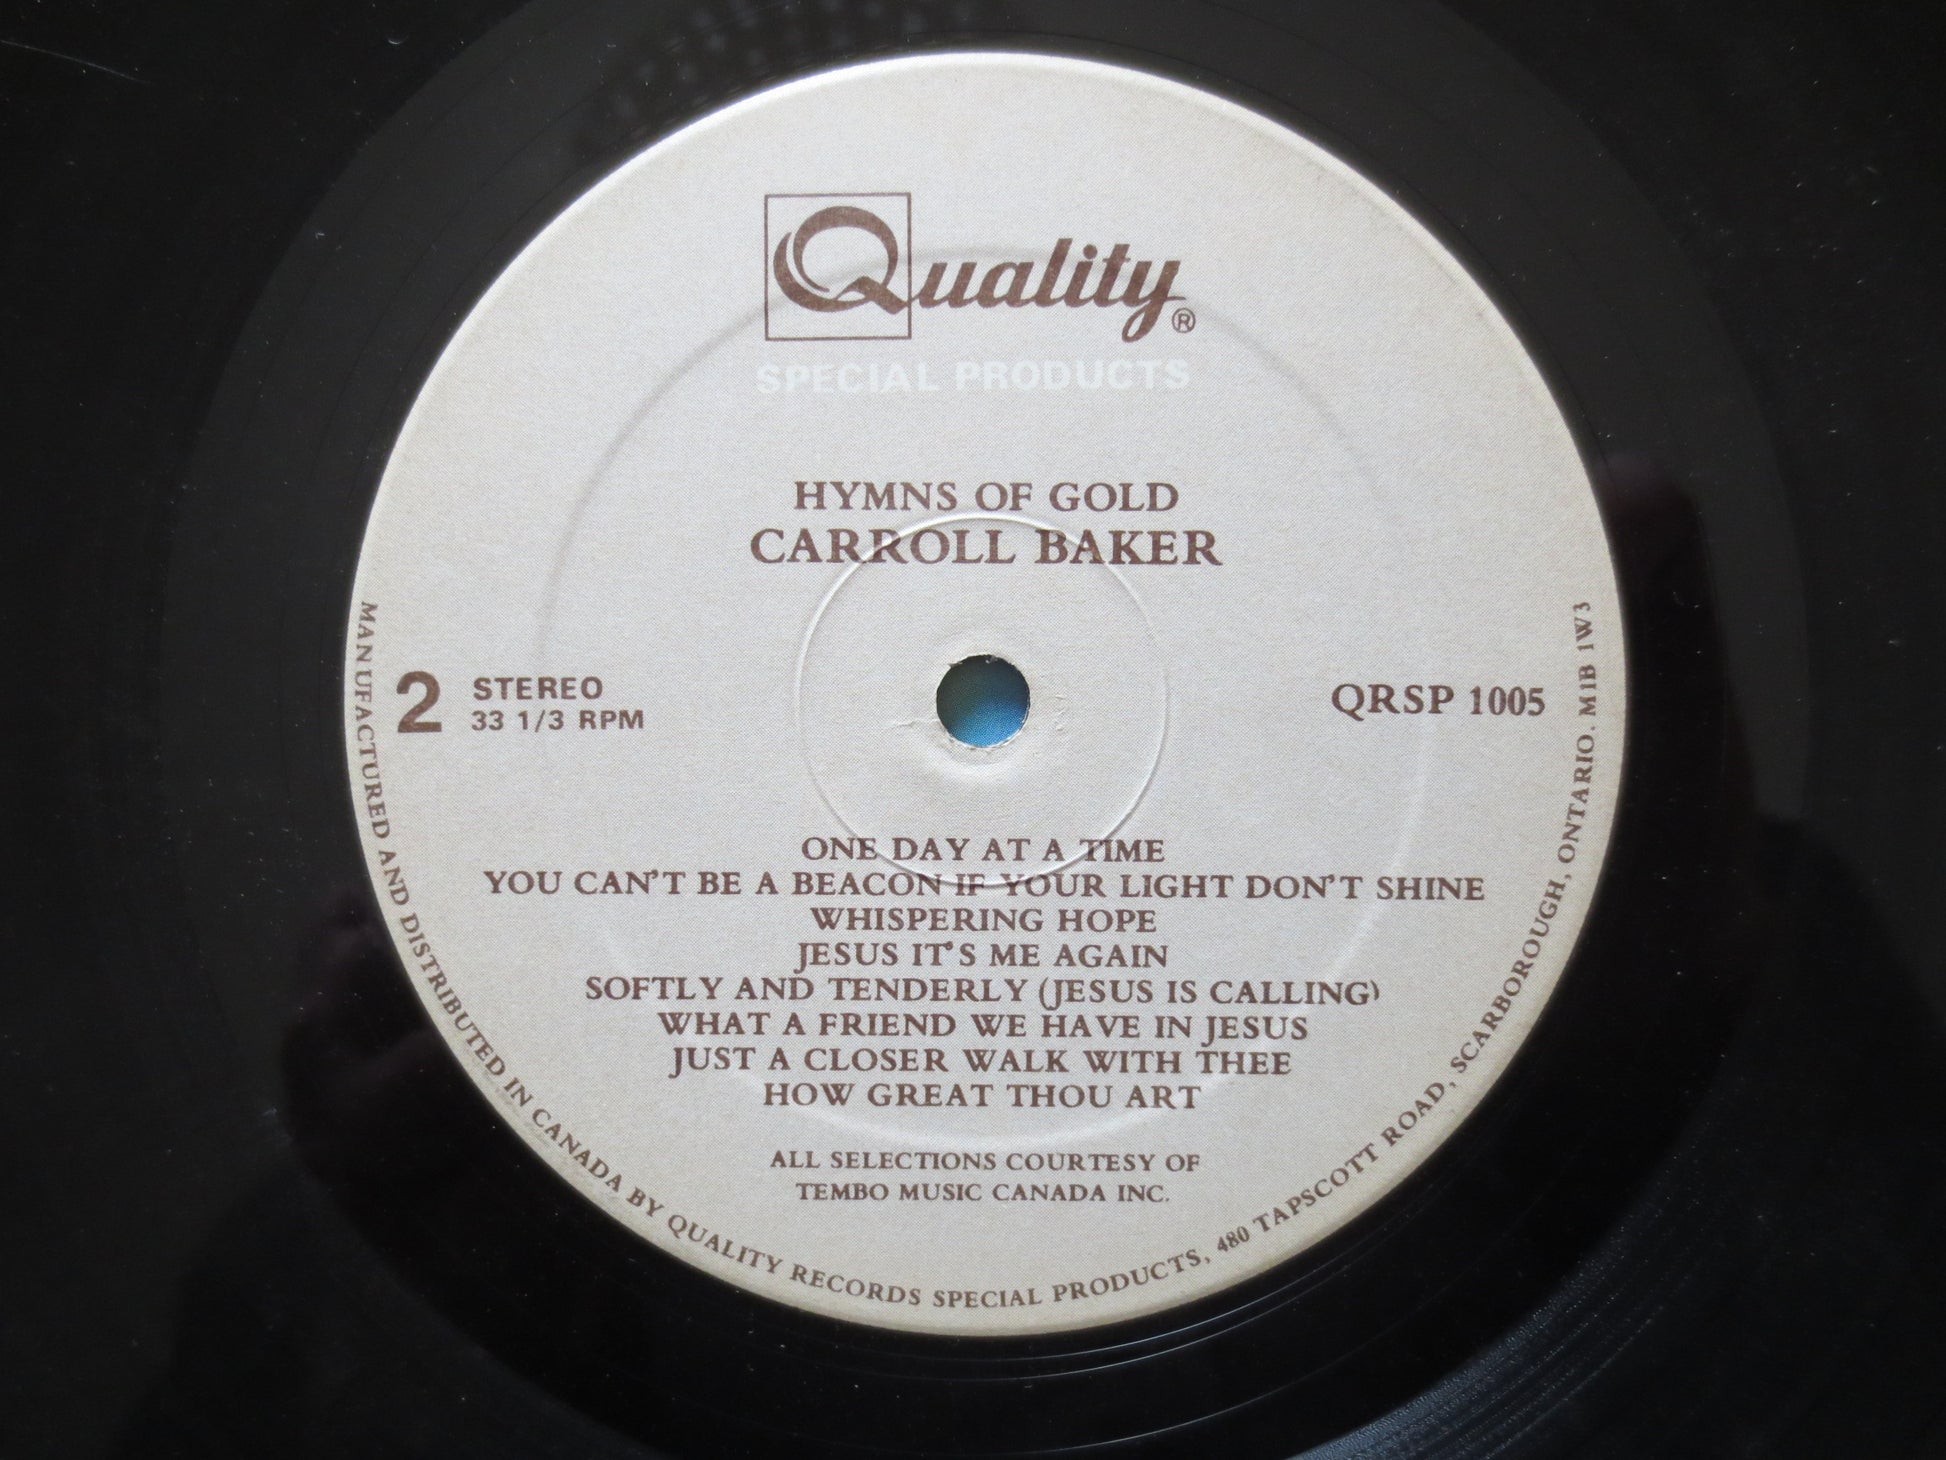 Quality®
SPECIAL PRODUCTS
HYMNS OF GOLD
CARROLL BAKER
2
STEREO
33 1/3 RPM
QRSP 1005
ONE DAY AT A TIME
YOU CAN'T BE A BEACON IF YOUR LIGHT DON'T SHINE
WHISPERING HOPE
JESUS IT'S ME AGAIN
SOFTLY AND TENDERLY (JESUS IS CALLING)
WHAT A FRIEND WE HAVE IN JESUS
JUST A CLOSER WALK WITH THEE
HOW GREAT THOU ART
ALL SELECTIONS COURTESY OF
TEMBO MUSIC CANADA INC.
MANUFACTURED AND DISTRIBUTED IN CANADA BY QUALITY RECORDS SPECIAL PRODUCTS, 480 TAPSCOTT ROAD, SCARBOROUGH, ONTARIO. M1B 1W3